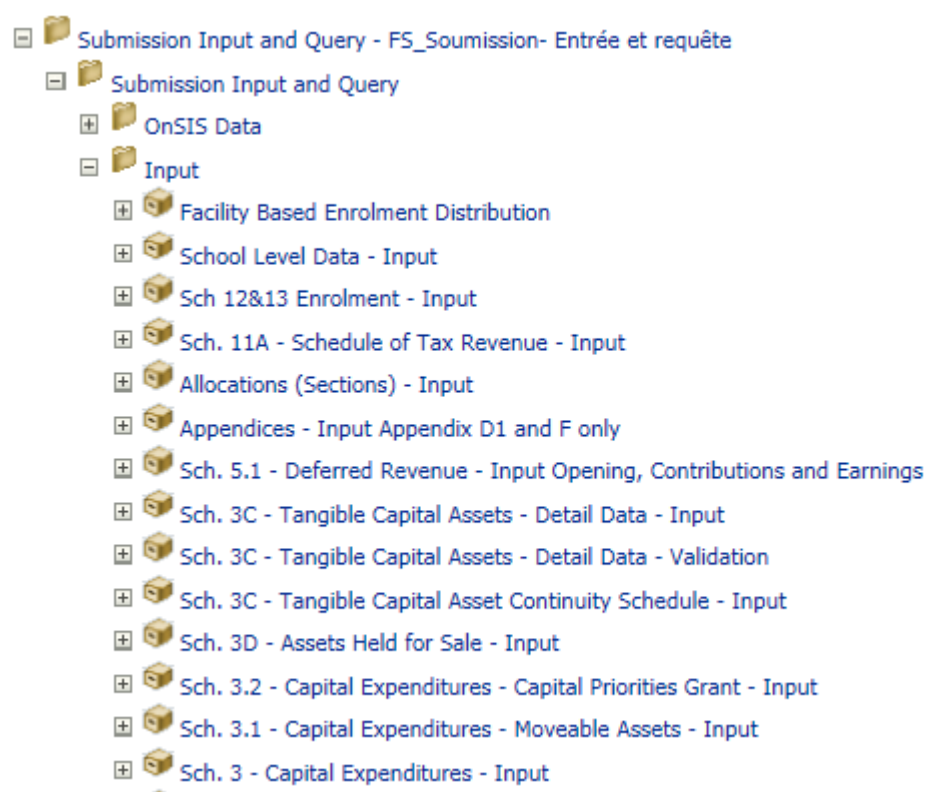 Submission Input and Query - FS_Soumission- Entrée et requête
Submission Input and Query
OnSIS Data
Input
Facility Based Enrolment Distribution
School Level Data - Input
Sch 12&13 Enrolment - Input
Sch. 11A - Schedule of Tax Revenue - Input
Allocations (Sections) - Input
Appendices - Input Appendix D1 and F only
Sch. 5.1 - Deferred Revenue - Input Opening, Contributions and Earnings
Sch. 3C - Tangible Capital Assets - Detail Data - Input
Sch. 3C - Tangible Capital Assets - Detail Data - Validation
Sch. 3C - Tangible Capital Asset Continuity Schedule - Input
Sch. 3D - Assets Held for Sale - Input
Sch. 3.2 - Capital Expenditures - Capital Priorities Grant - Input
Sch. 3.1 - Capital Expenditures - Moveable Assets - Input
Sch. 3 - Capital Expenditures - Input